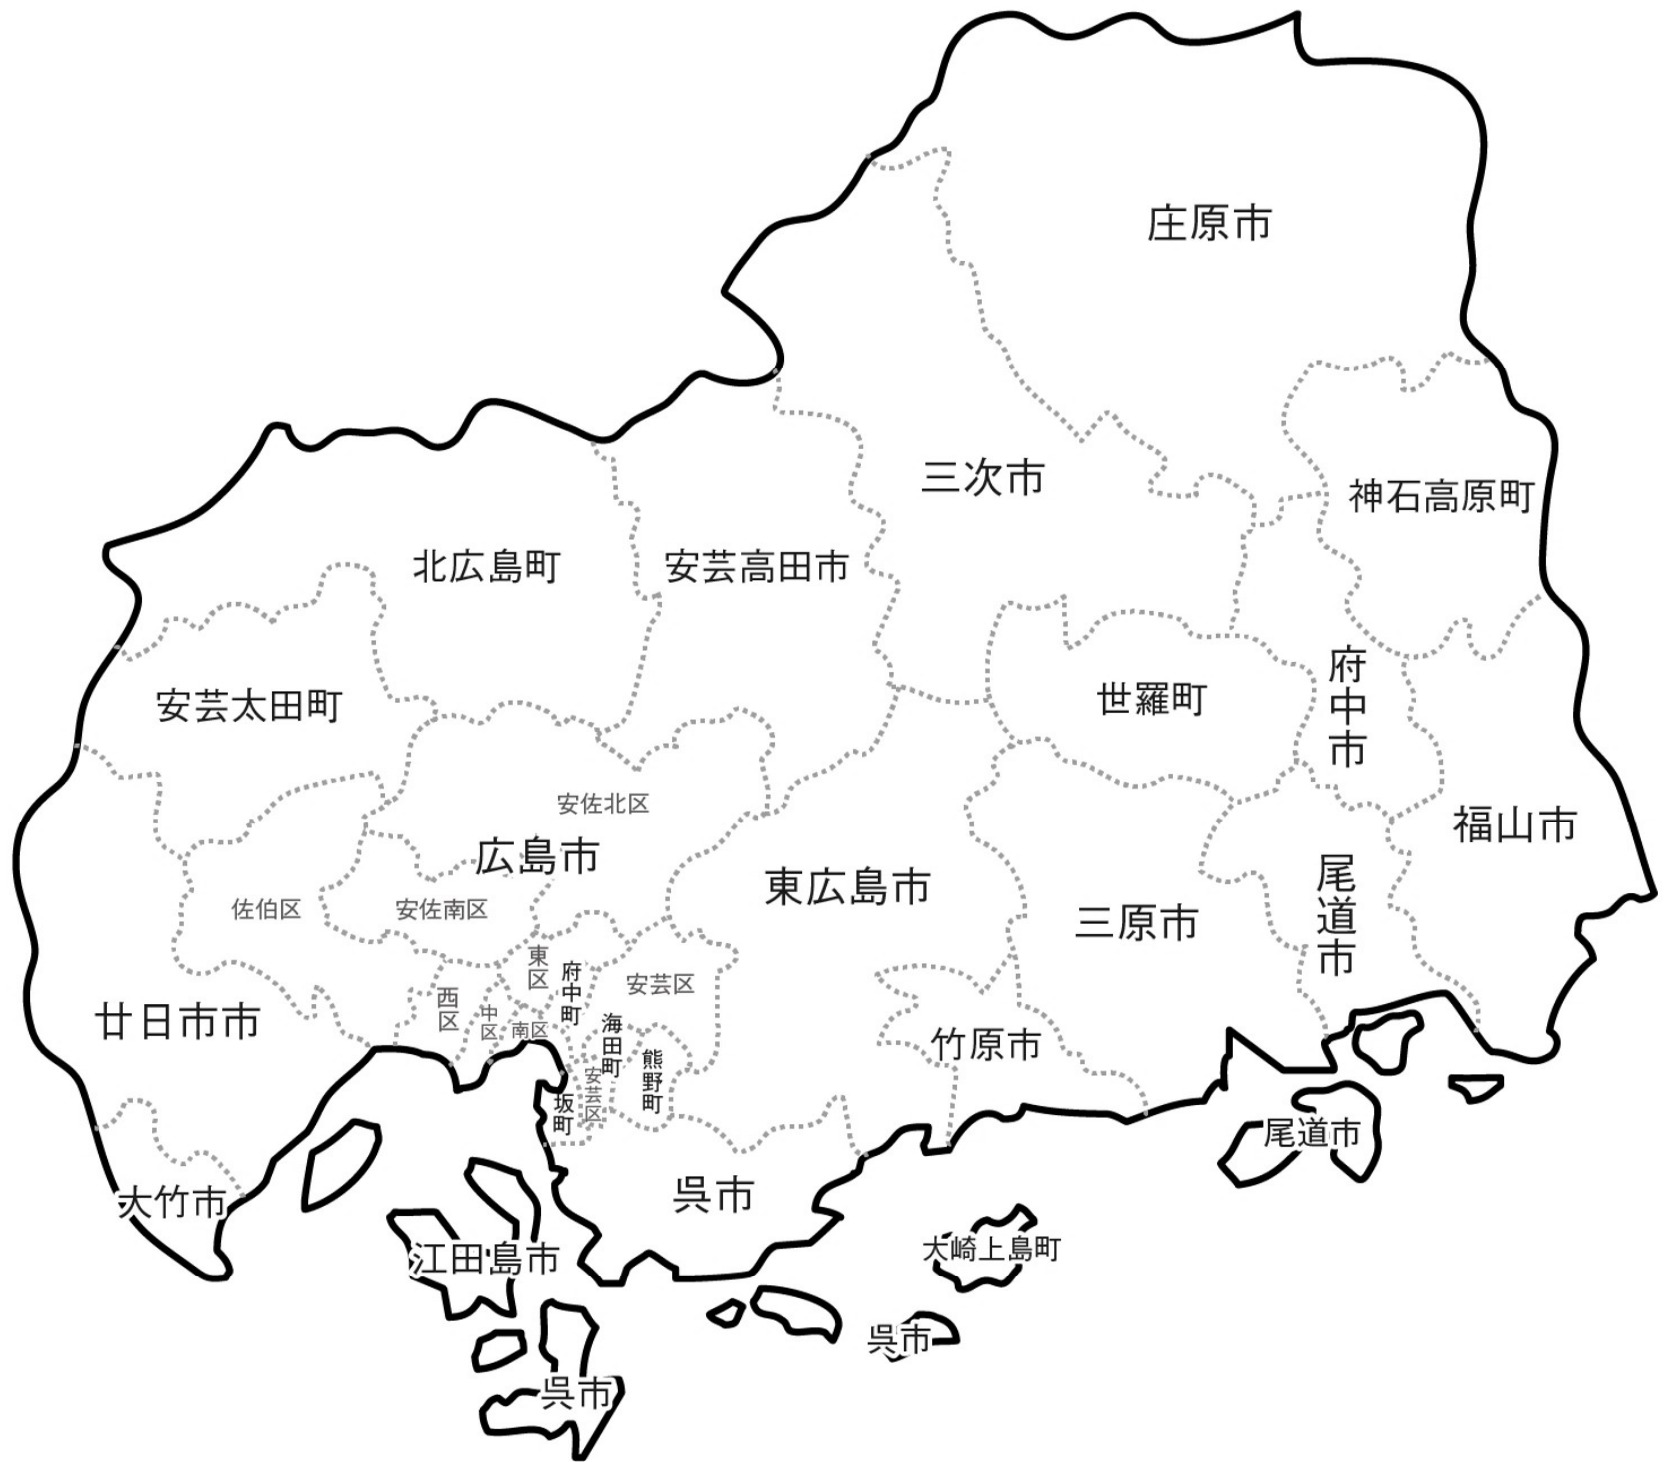 庄原市
三次市
神石高原町
北広島町
安芸高田市
府中市
世羅町
安芸太田町
安佐北区
福山市
広島市
東広島市
尾道市
佐伯区
安佐南区
三原市
東区
府中町
安芸区
西区
中区
南区
廿日市市
海田町
竹原市
熊野町
安芸区
坂町
尾道市
大竹市
呉市
江田島市
大崎上島町
呉市
呉市